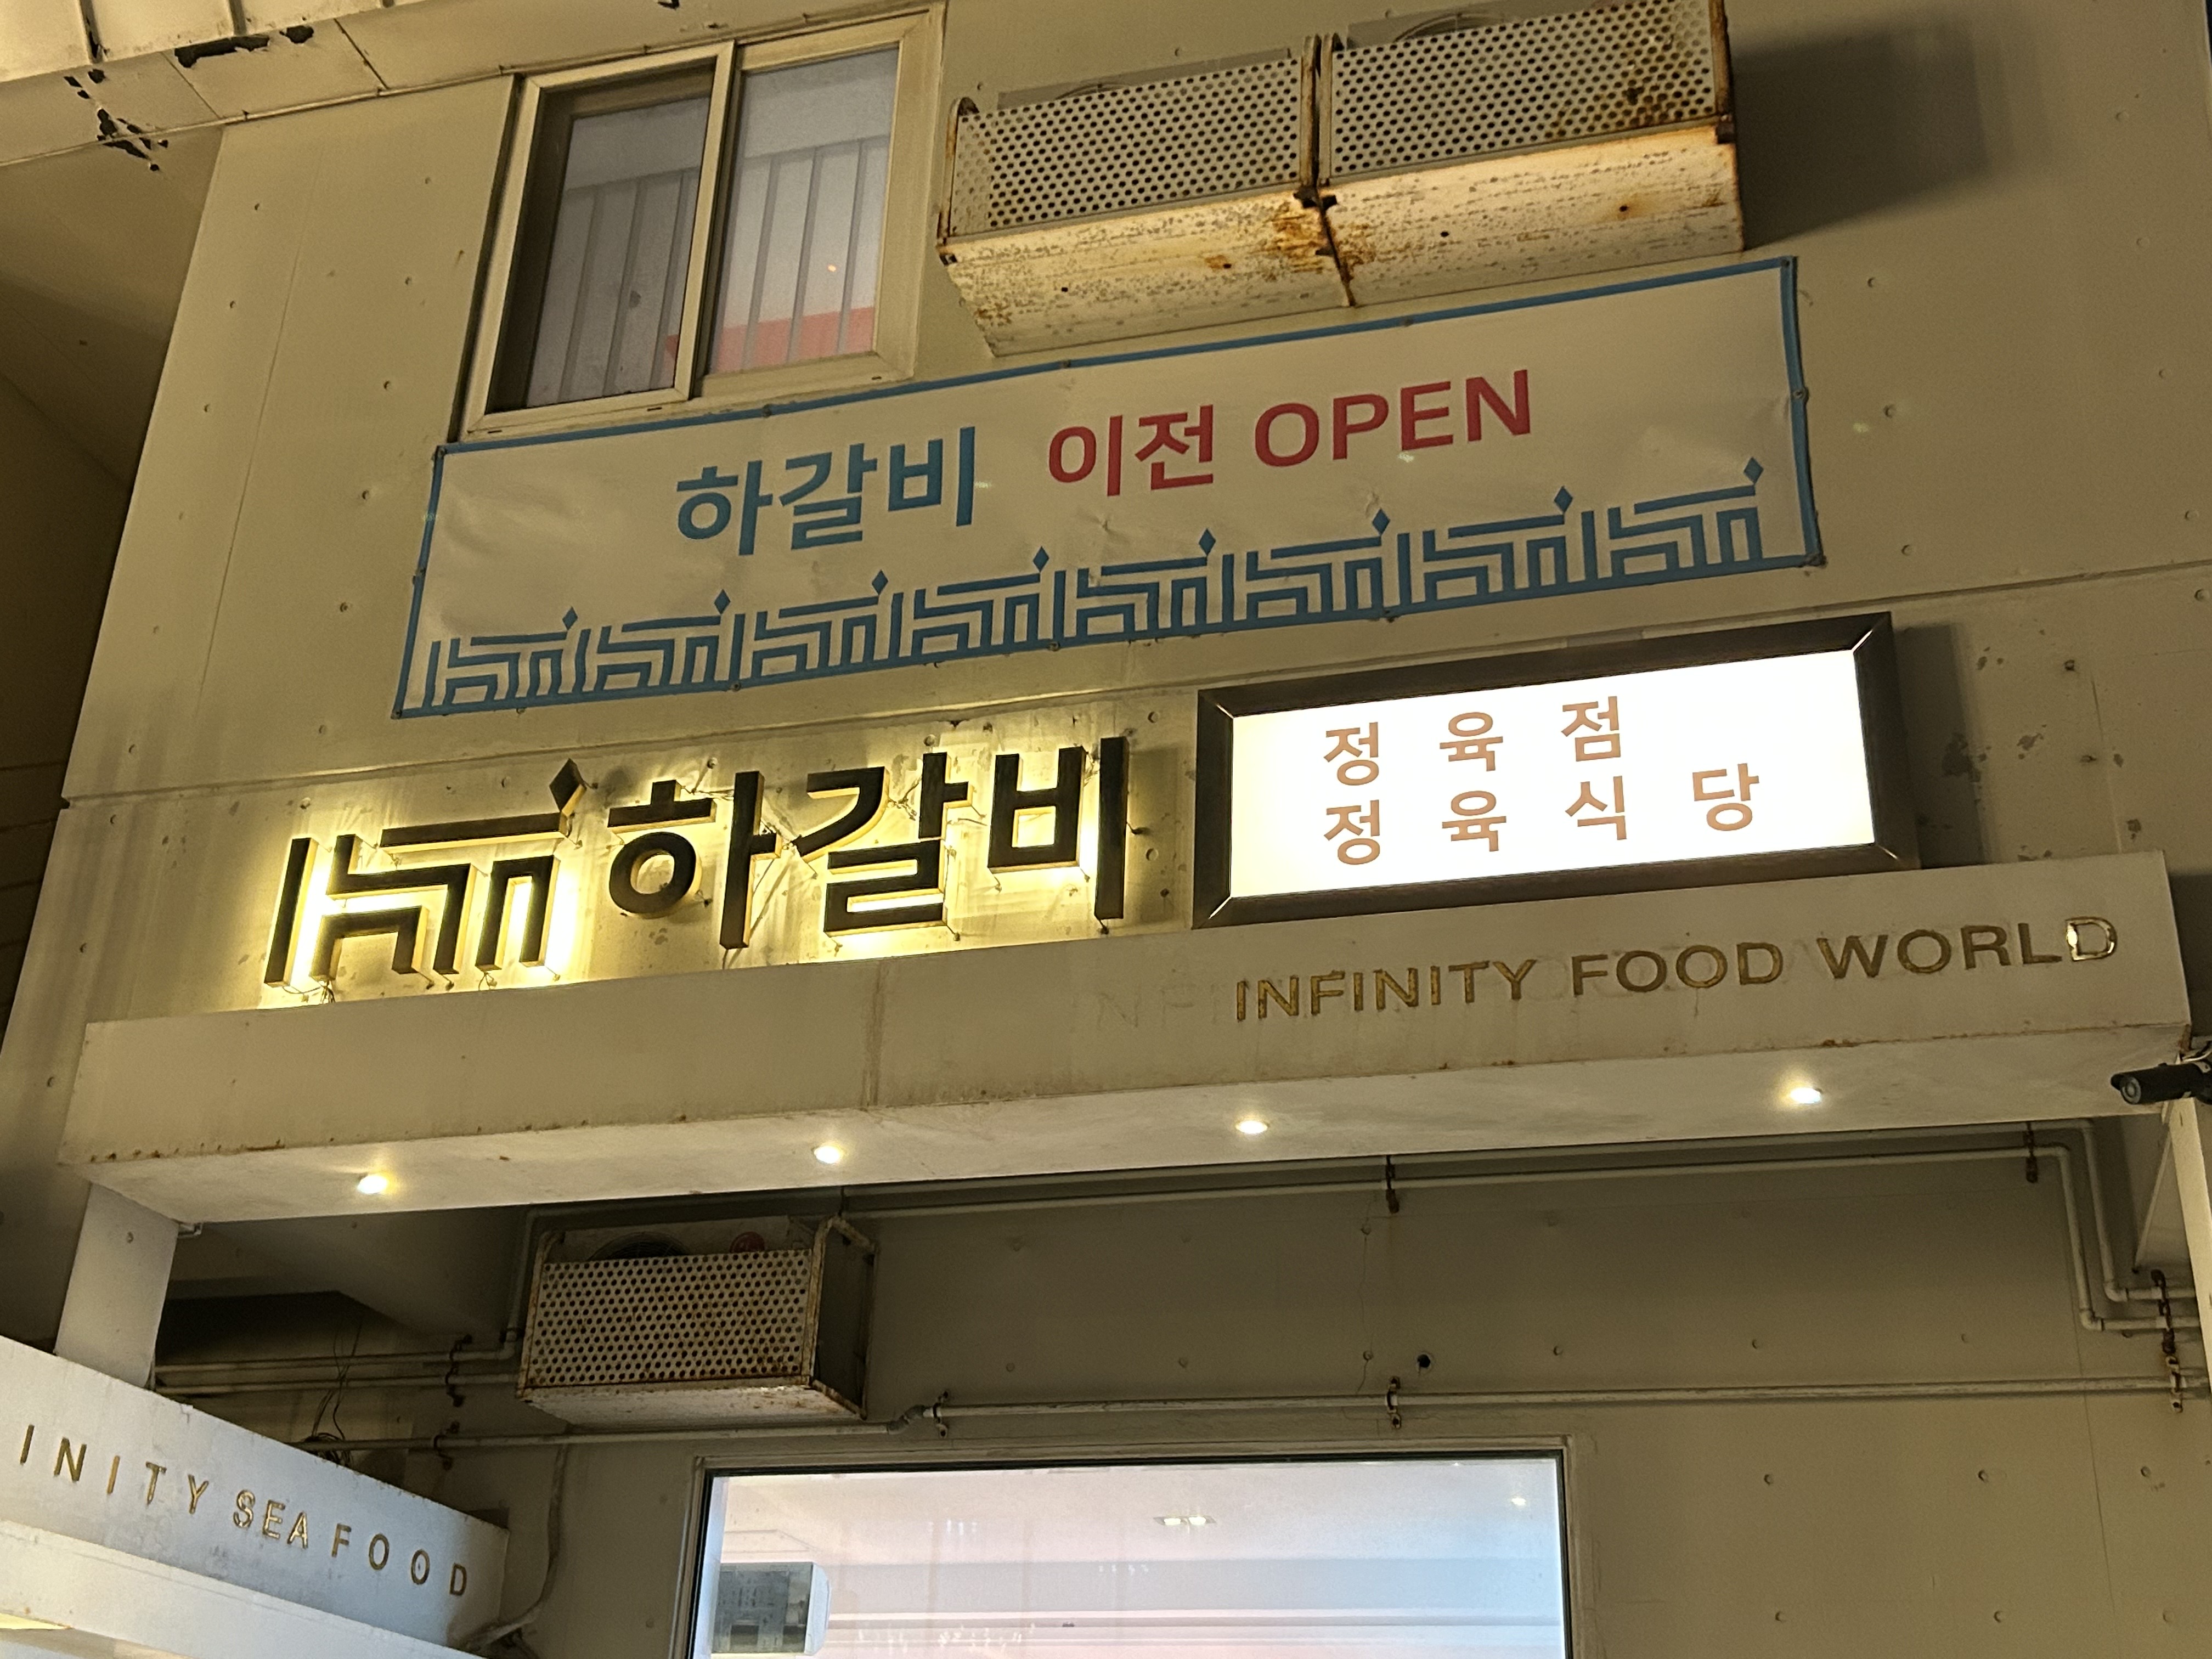 하갈비 이전 OPEN
하갈비
정육점
정육식당
INFINITY FOOD WORLD
INITY SEAFOOD